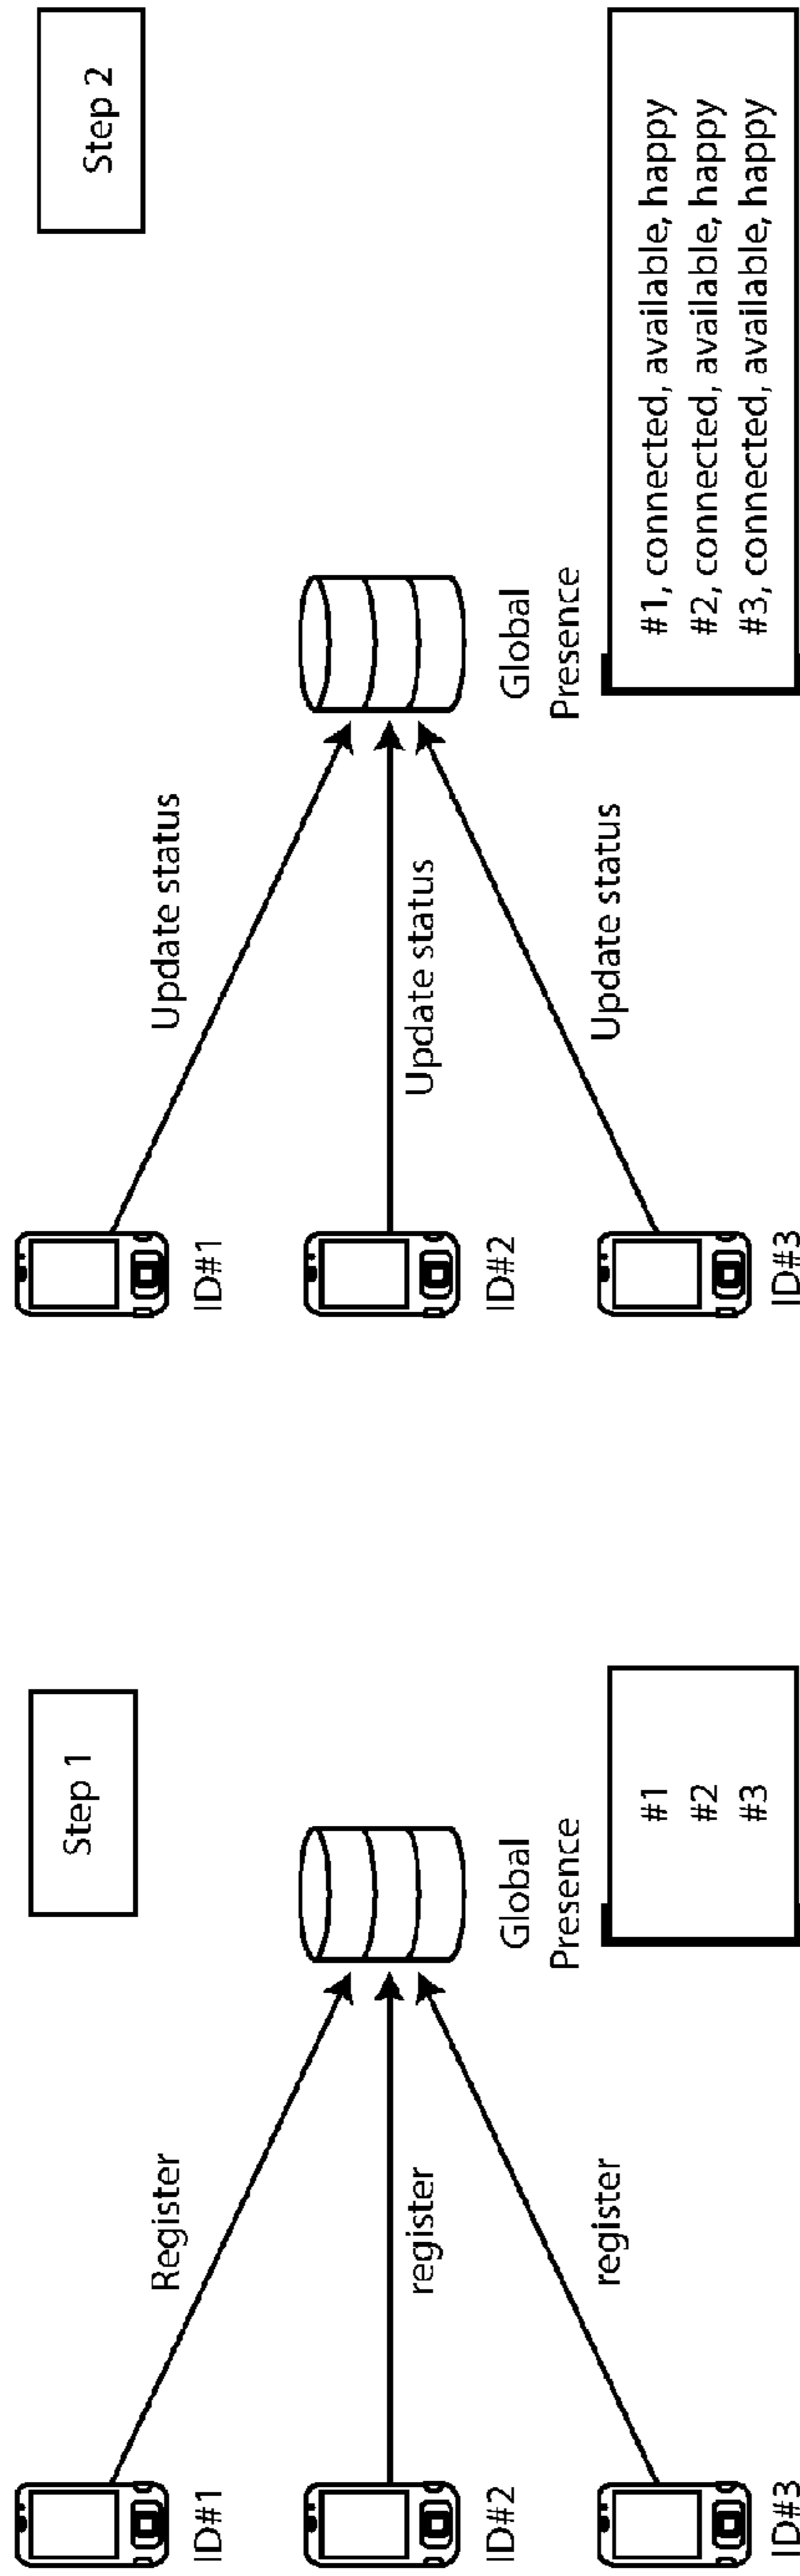 Step 1
Register
register
register
ID#1
ID#2
ID#3
Global
Presence
#1
#2
#3
Step 2
Update status
Update status
Update status
ID#1
ID#2
ID#3
Global
Presence
#1, connected, available, happy
#2, connected, available, happy
#3, connected, available, happy